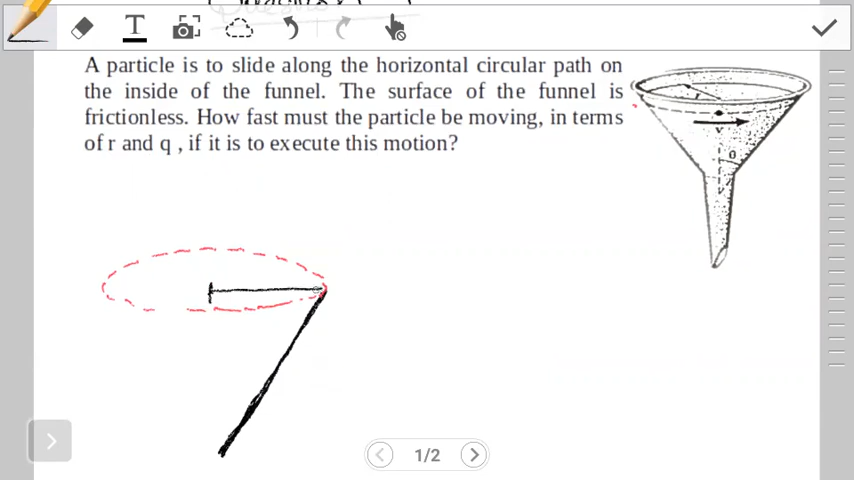 T
A particle is to slide along the horizontal circular path on
the inside of the funnel. The surface of the funnel is
frictionless. How fast must the particle be moving, in terms
of r and q , if it is to execute this motion?
r
v
θ
1/2